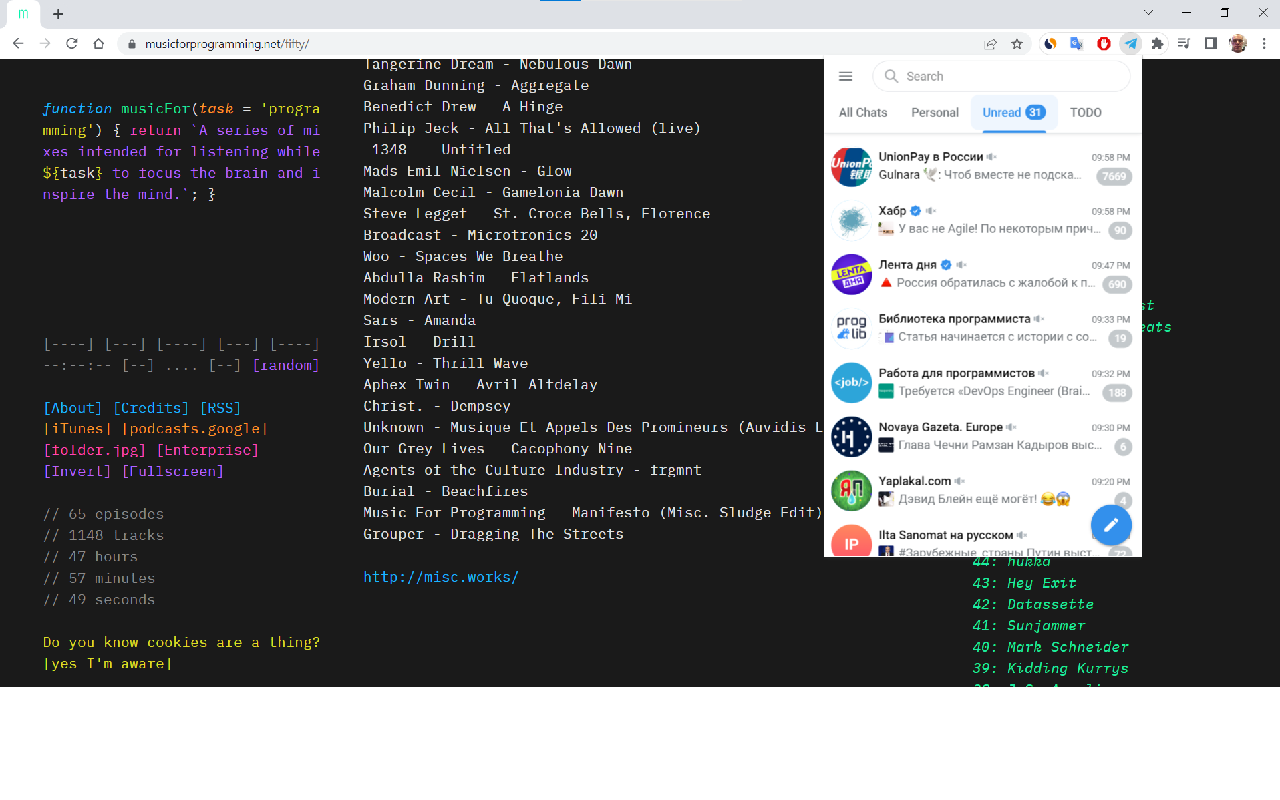 m
musicforprogramming.net/fifty/
function musicFor(task = 'progra
mming') { return `A series of mi
xes intended for listening while
${task} to focus the brain and i
nspire the mind.`; }
[----] [---] [----] [---] [----]
--:--:-- [--] .... [--] [random]
[About] [Credits] [RSS]
|iTunes| |podcasts.google|
[folder.jpg] [Enterprise]
[Invert] [Fullscreen]
// 65 episodes
// 1148 tracks
// 47 hours
// 57 minutes
// 49 seconds
Do you know cookies are a thing?
|yes I'm aware|
Tangerine Dream - Nebulous Dawn
Graham Dunning - Aggregate
Benedict Drew   A Hinge
Philip Jeck - All That's Allowed (live)
1348    Untitled
Mads Emil Nielsen - Glow
Malcolm Cecil - Gamelonia Dawn
Steve Legget   St. Croce Bells, Florence
Broadcast - Microtronics 20
Woo - Spaces We Breathe
Abdulla Rashim   Flatlands
Modern Art - Tu Quoque, Fili Mi
Sars - Amanda
Irsol   Drill
Yello - Thrill Wave
Aphex Twin   Avril Altdelay
Christ. - Dempsey
Unknown - Musique Et Appels Des Promineurs (Auvidis L
Our Grey Lives   Cacophony Nine
Agents of the Culture Industry - frgmnt
Burial - Beachfires
Music For Programming   Manifesto (Misc. Sludge Edit)
Grouper - Dragging The Streets
http://misc.works/
Search
All Chats Personal Unread 31 TODO
UnionPay в России 09:58 PM
Gulnara 🕊: Чтоб вместе не подска... 7669
Хабр 09:58 PM
У вас не Agile! По некоторым прич... 90
LENTA дня
Лента дня 09:47 PM
🔺 Россия обратилась с жалобой к п... 690
prog lib
Библиотека программиста 09:33 PM
Статья начинается с истории с со... 19
<job/>
Работа для программистов 09:32 PM
Требуется «DevOps Engineer (Brai... 188
Novaya Gazeta. Europe 09:30 PM
Глава Чечни Рамзан Кадыров выс... 6
ЯП
Yaplakal.com 09:20 PM
Дэвид Блейн ещё могёт! 😂😱 4
IP
Ilta Sanomat на русском
#Зарубежные_страны Путин выст 72
st
eats
44: hukka
43: Hey Exit
42: Datassette
41: Sunjammer
40: Mark Schneider
39: Kidding Kurrys